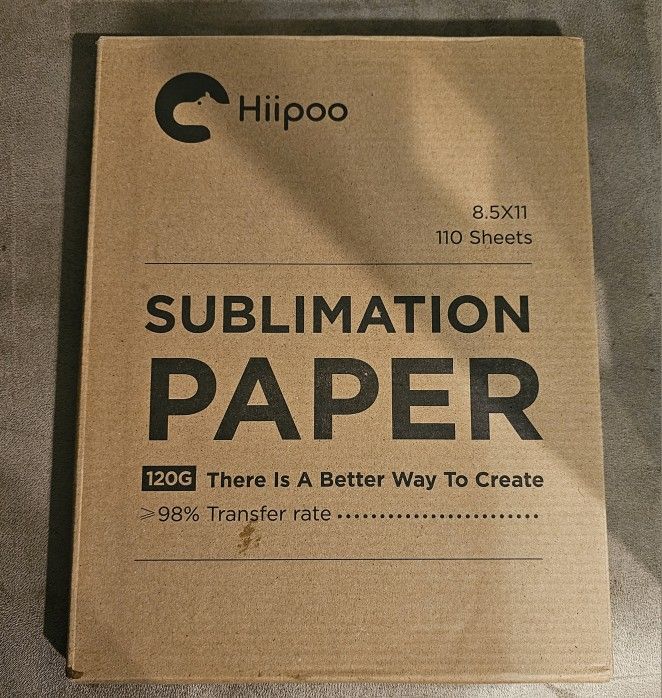 Hiipoo
8.5X11
110 Sheets
SUBLIMATION
PAPER
120G There Is A Better Way To Create
⩾98% Transfer rate ........................